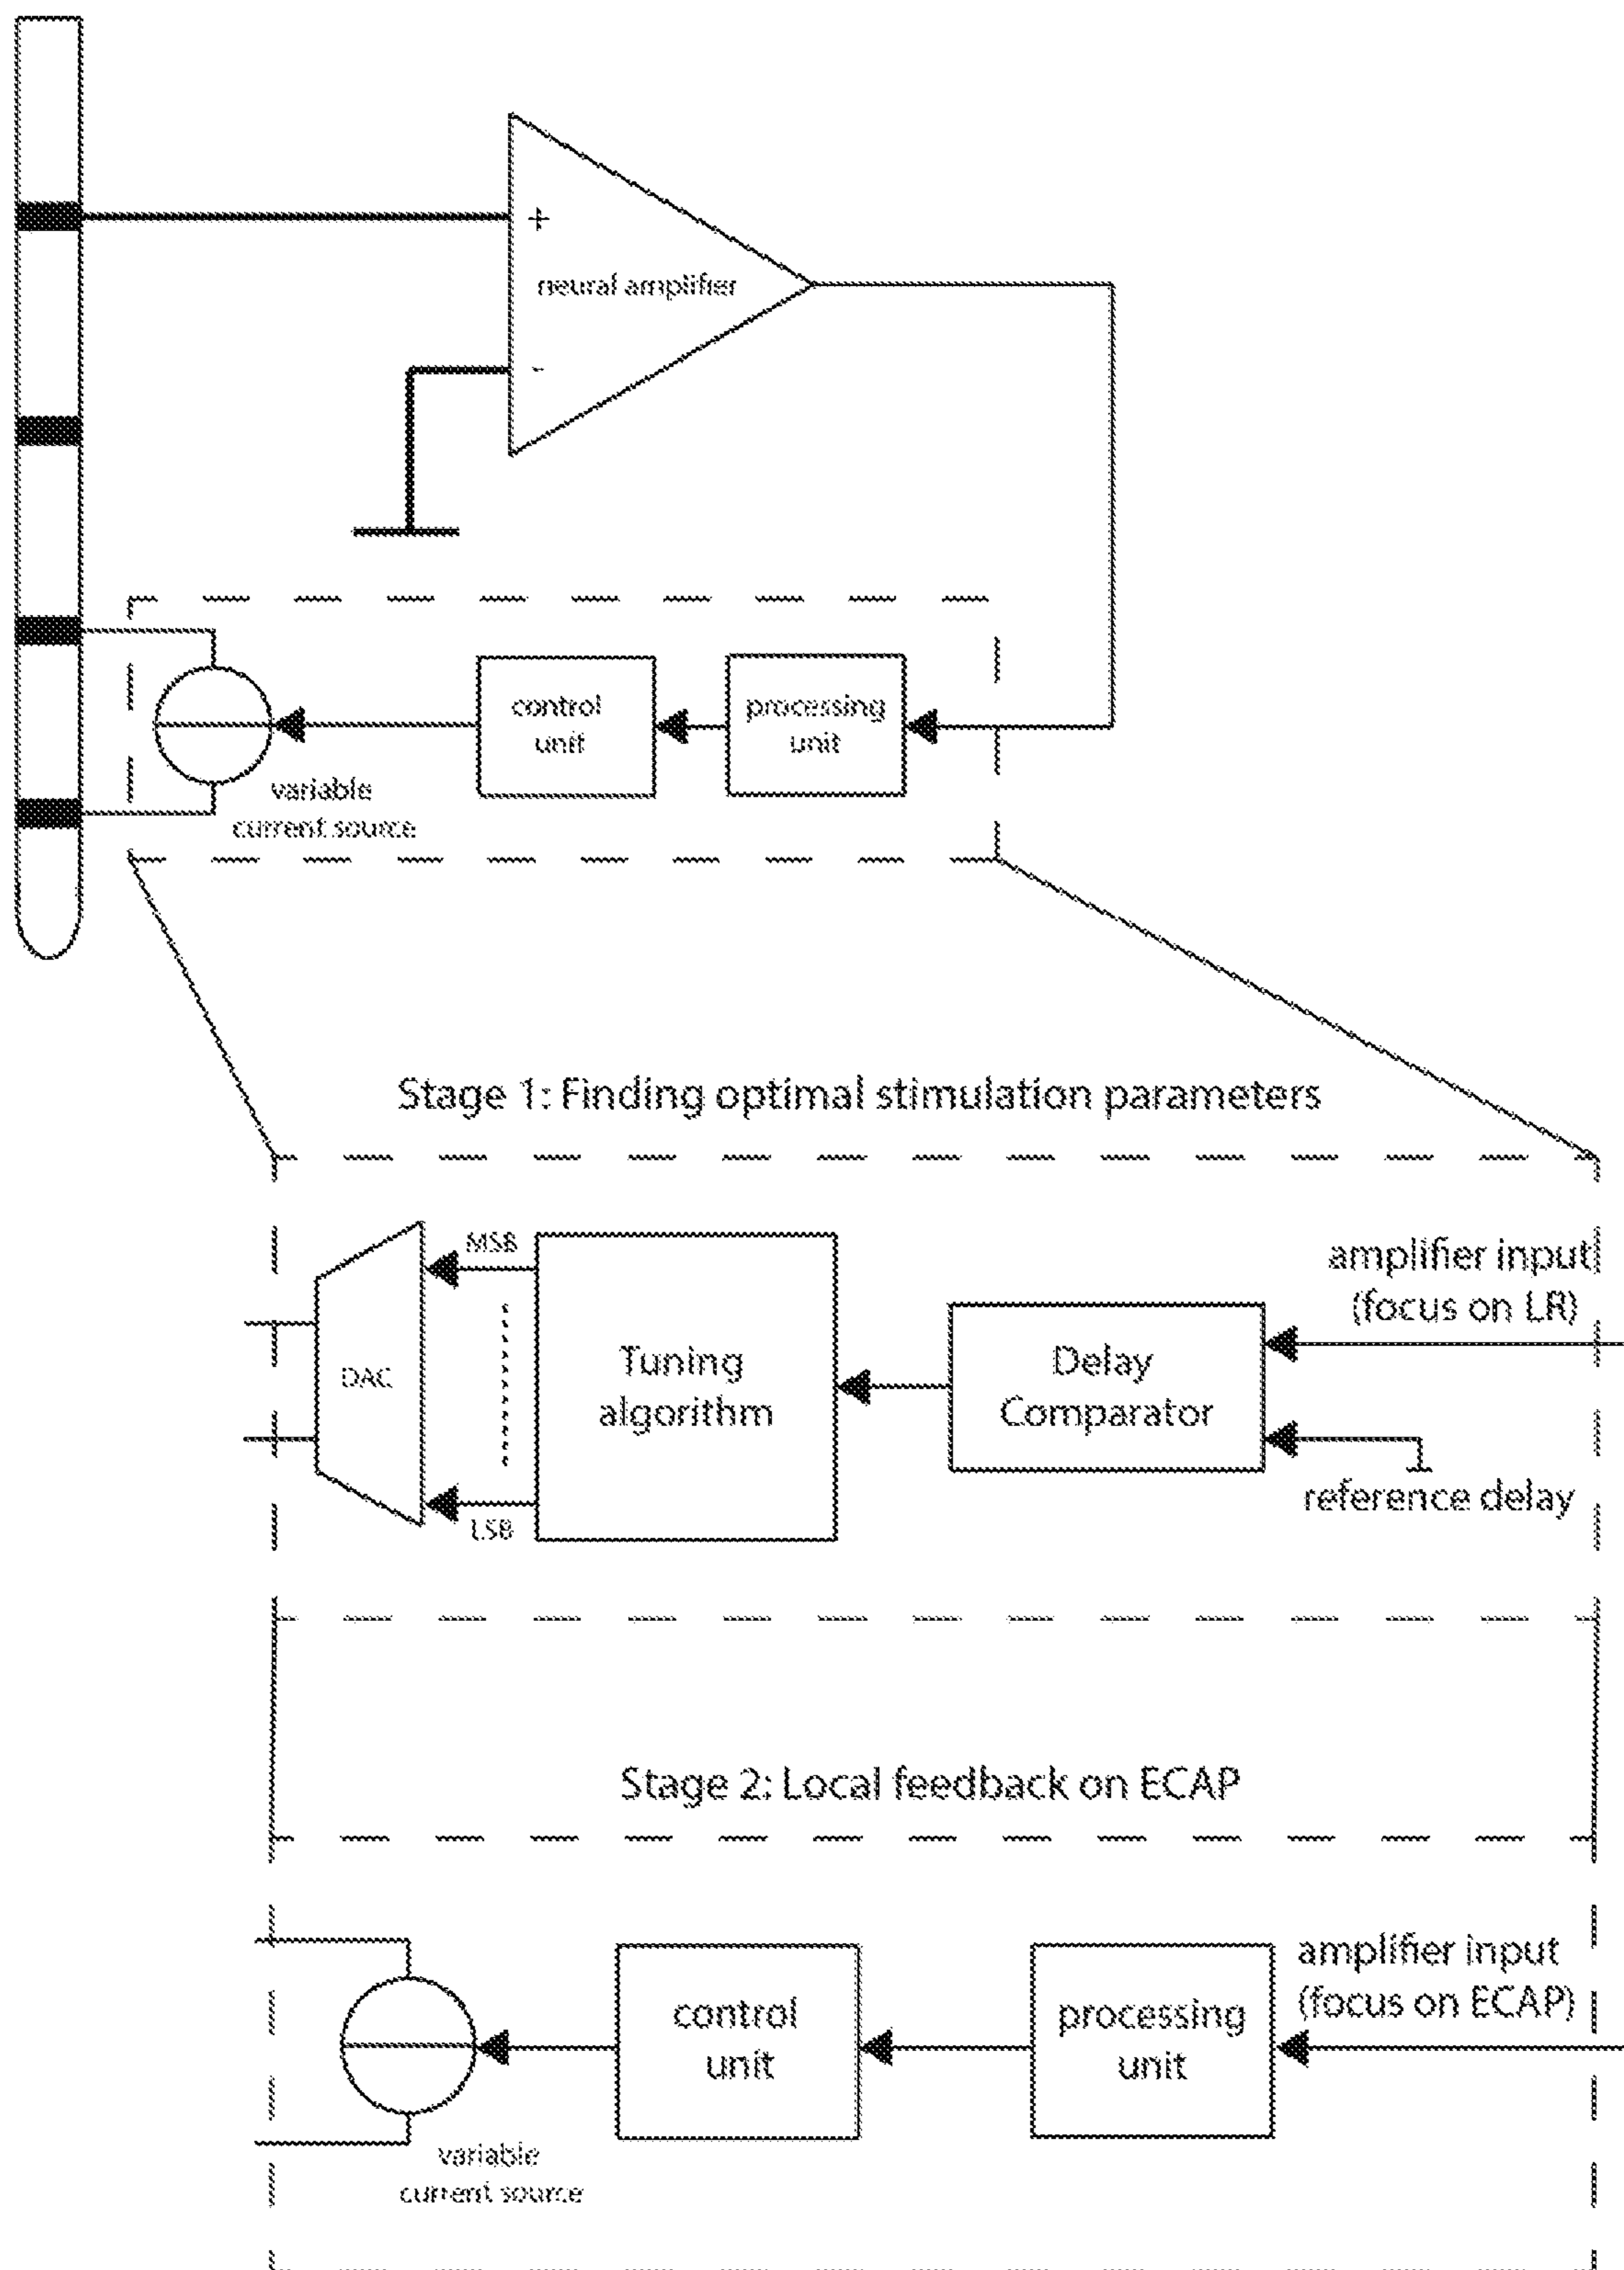 +
neural amplifier
-
control
unit
processing
unit
variable
current source
Stage 1: Finding optimal stimulation parameters
MSB
amplifier input
(focus on LR)
DAC
Tuning
algorithm
Delay
Comparator
reference delay
LSB
Stage 2: Local feedback on ECAP
amplifier input
(focus on ECAP)
control
unit
processing
unit
variable
current source